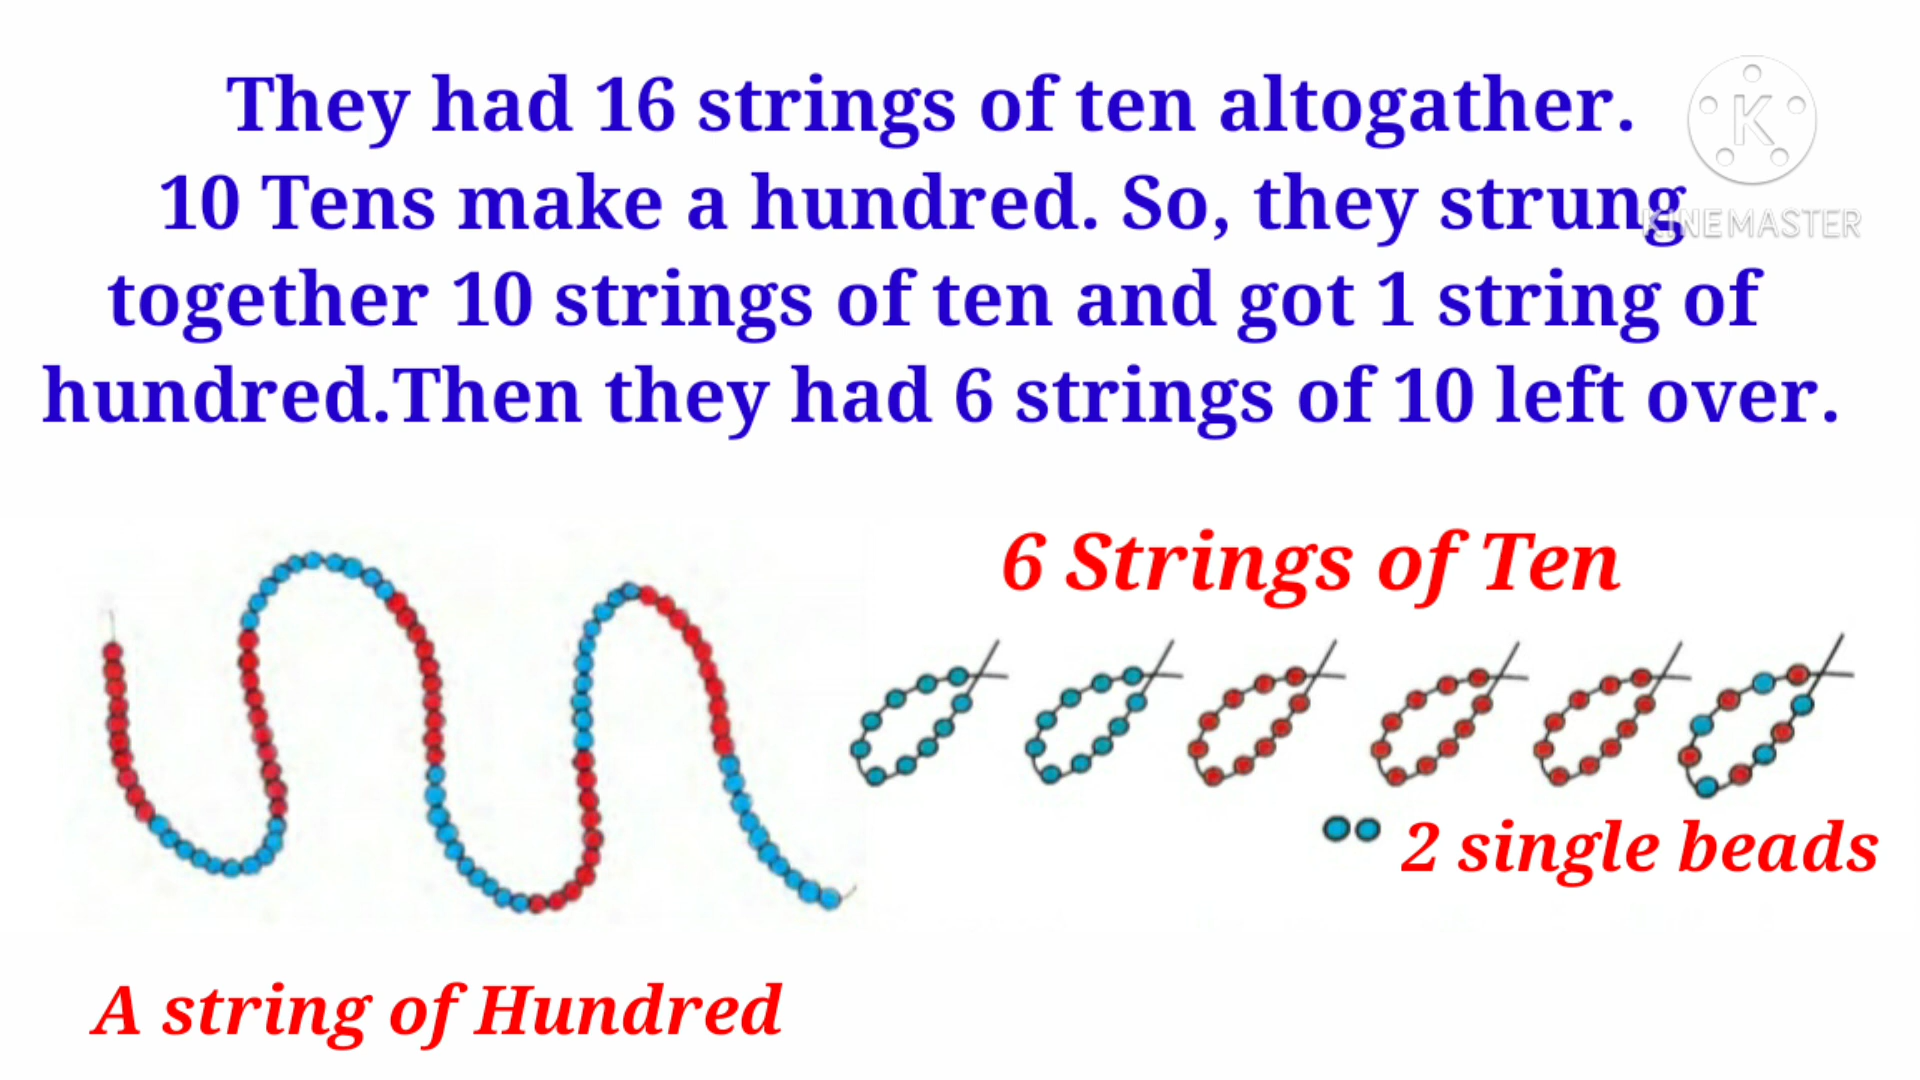 They had 16 strings of ten altogather.
10 Tens make a hundred. So, they strung
together 10 strings of ten and got 1 string of
hundred.Then they had 6 strings of 10 left over.
K
KINEMASTER
6 Strings of Ten
2 single beads
A string of Hundred